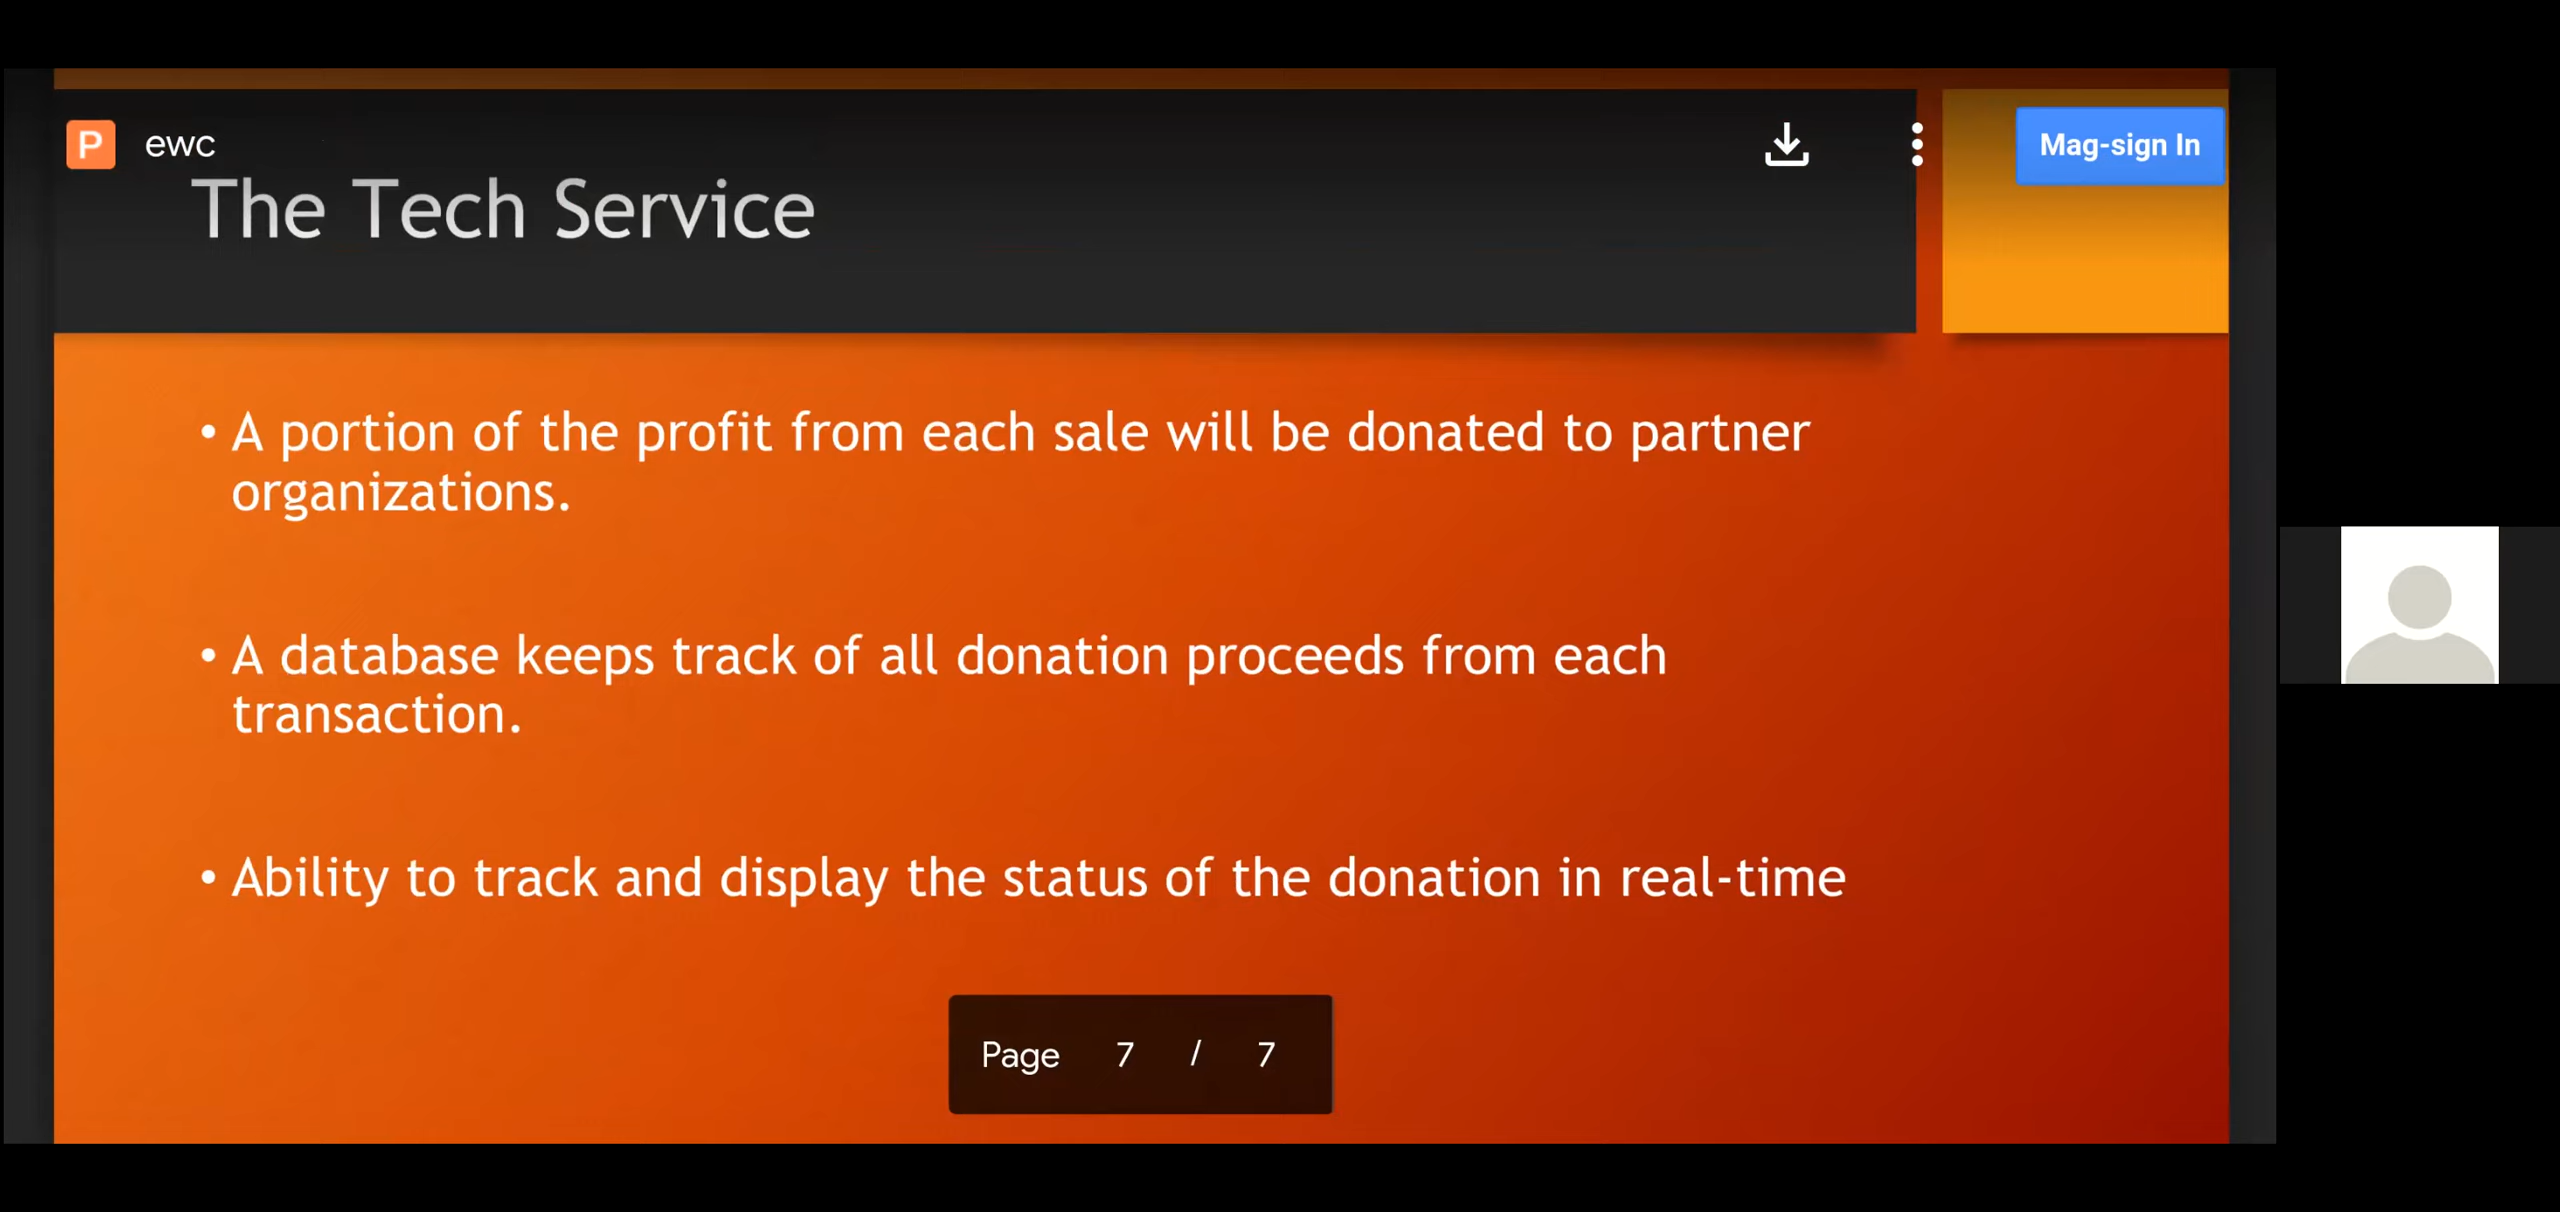 P ewc
Mag-sign In
The Tech Service
• A portion of the profit from each sale will be donated to partner
organizations.
• A database keeps track of all donation proceeds from each
transaction.
• Ability to track and display the status of the donation in real-time
Page 7 / 7